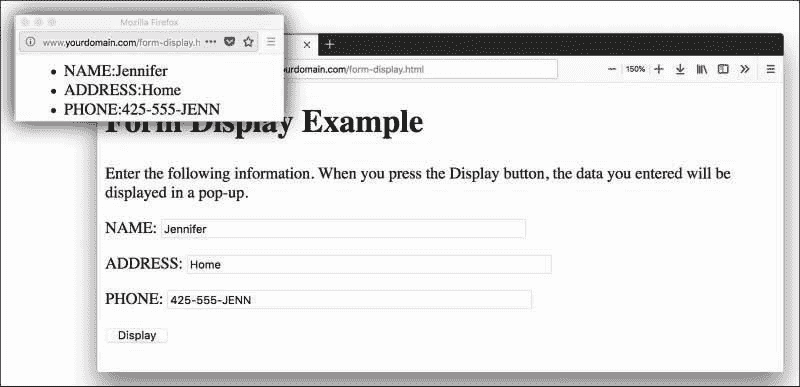 Mozilla Firefox
www.yourdomain.com/form-display.h
NAME:Jennifer
ADDRESS:Home
PHONE:425-555-JENN
ourdomain.com/form-display.html
150%
Form Display Example
Enter the following information. When you press the Display button, the data you entered will be
displayed in a pop-up.
NAME: Jennifer
ADDRESS: Home
PHONE: 425-555-JENN
Display